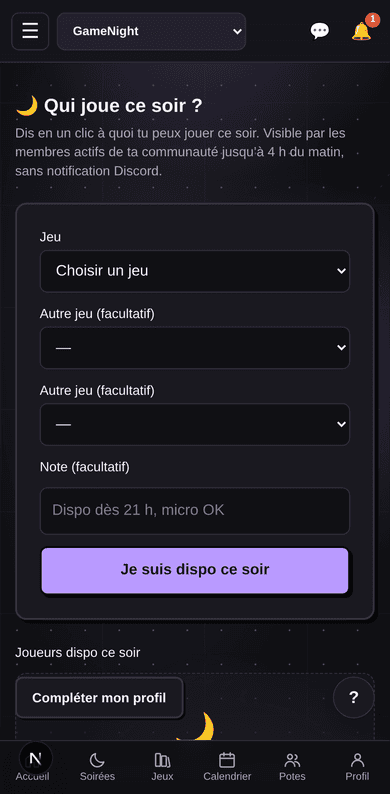 GameNight
1
🌙 Qui joue ce soir ?
Dis en un clic à quoi tu peux jouer ce soir. Visible par les
membres actifs de ta communauté jusqu'à 4 h du matin,
sans notification Discord.
Jeu
Choisir un jeu
Autre jeu (facultatif)
—
Autre jeu (facultatif)
—
Note (facultatif)
Dispo dès 21 h, micro OK
Je suis dispo ce soir
Joueurs dispo ce soir
Compléter mon profil
?
N
Accueil
Soirées
Jeux
Calendrier
Potes
Profil